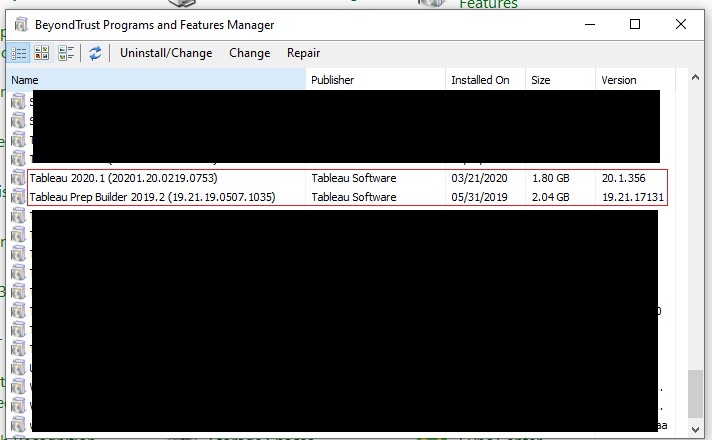 Features
BeyondTrust Programs and Features Manager
Uninstall/Change Change Repair
Name Publisher Installed On Size Version
Tableau 2020.1 (20201.20.0219.0753) Tableau Software 03/21/2020 1.80 GB 20.1.356
Tableau Prep Builder 2019.2 (19.21.19.0507.1035) Tableau Software 05/31/2019 2.04 GB 19.21.17131